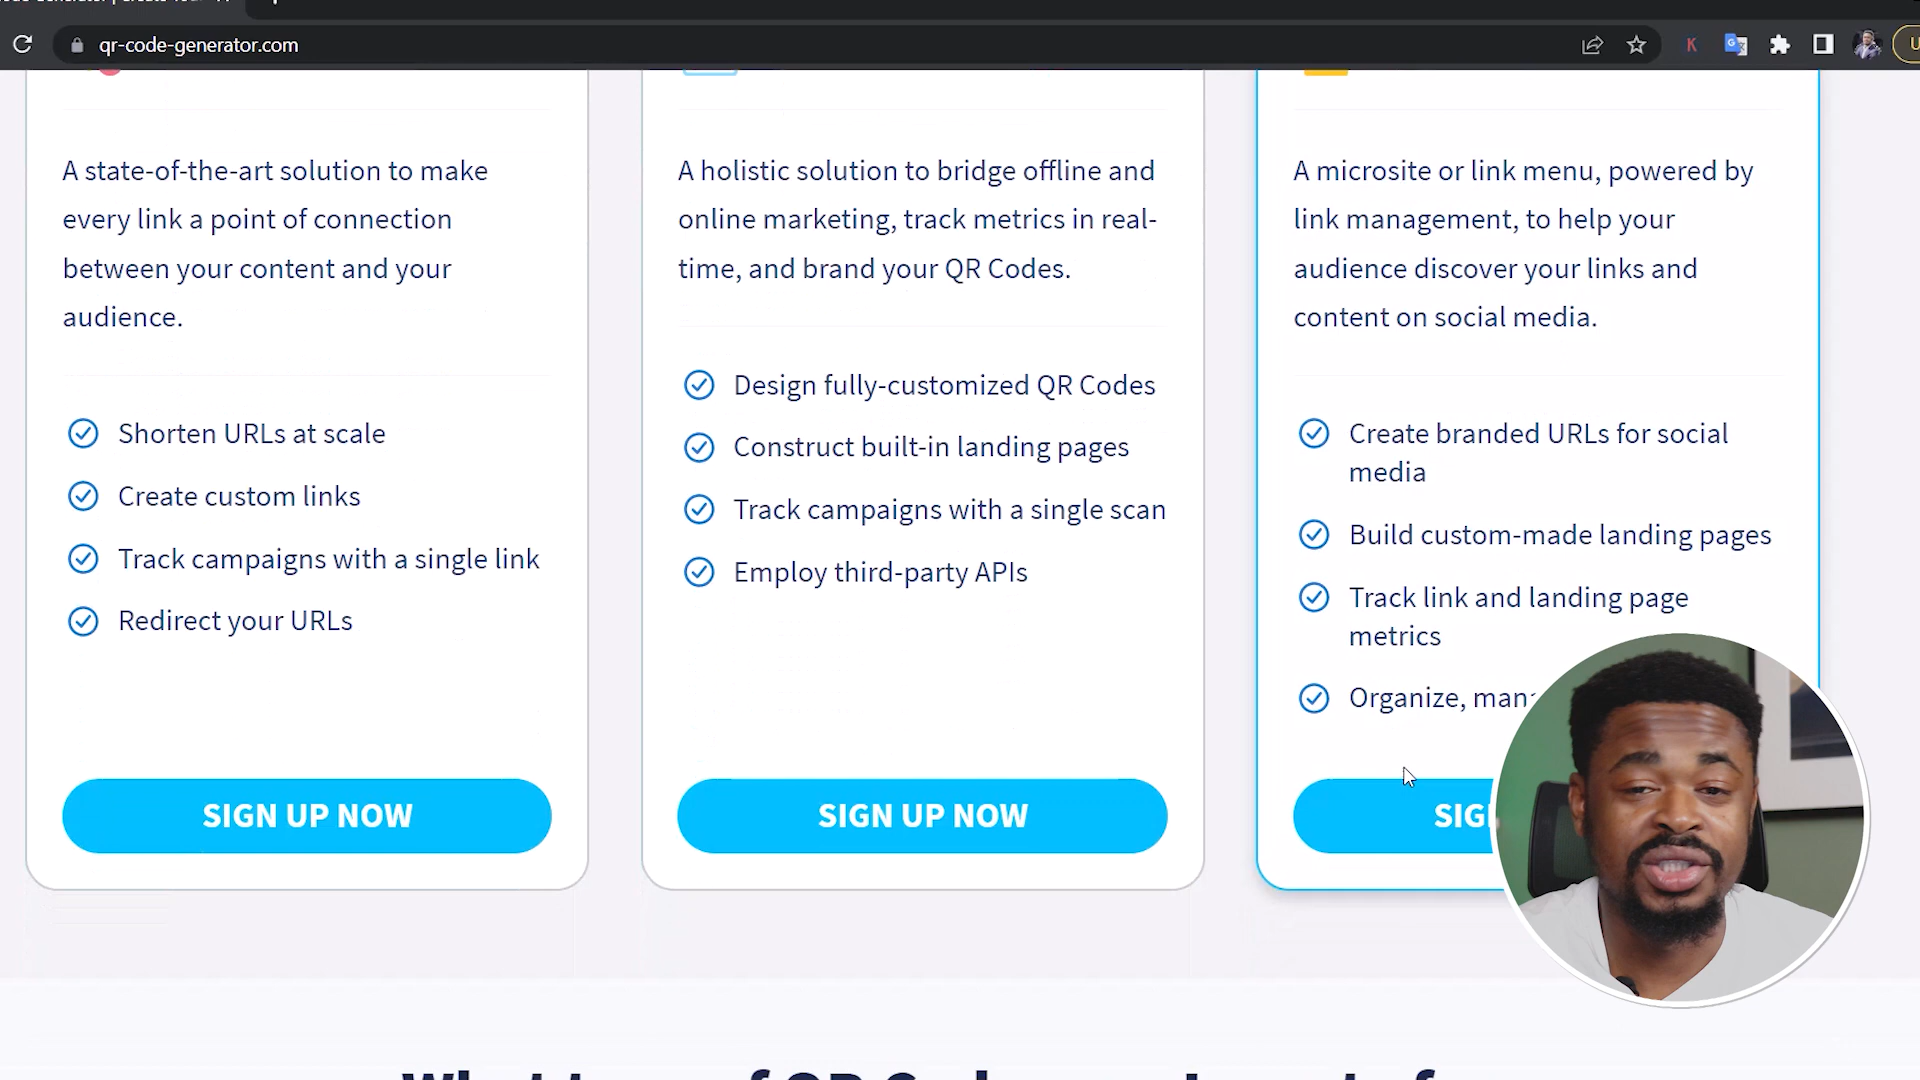 qr-code-generator.com
A state-of-the-art solution to make
every link a point of connection
between your content and your
audience.
Shorten URLs at scale
Create custom links
Track campaigns with a single link
Redirect your URLs
SIGN UP NOW
A holistic solution to bridge offline and
online marketing, track metrics in real-
time, and brand your QR Codes.
Design fully-customized QR Codes
Construct built-in landing pages
Track campaigns with a single scan
Employ third-party APIs
SIGN UP NOW
A microsite or link menu, powered by
link management, to help your
audience discover your links and
content on social media.
Create branded URLs for social
media
Build custom-made landing pages
Track link and landing page
metrics
Organize,